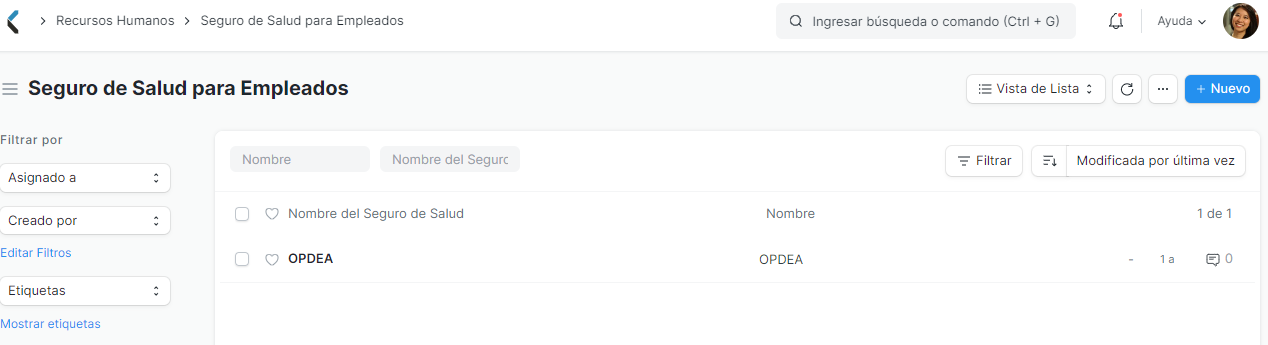 Recursos Humanos Seguro de Salud para Empleados Ingresar búsqueda o comando (Ctrl + G) Ayuda
Seguro de Salud para Empleados Vista de Lista ... + Nuevo
Filtrar por
Asignado a
Creado por
Editar Filtros
Etiquetas
Mostrar etiquetas
Nombre Nombre del Seguro Filtrar Modificada por última vez
Nombre del Seguro de Salud Nombre 1 de 1
OPDEA OPDEA - 1 a 0